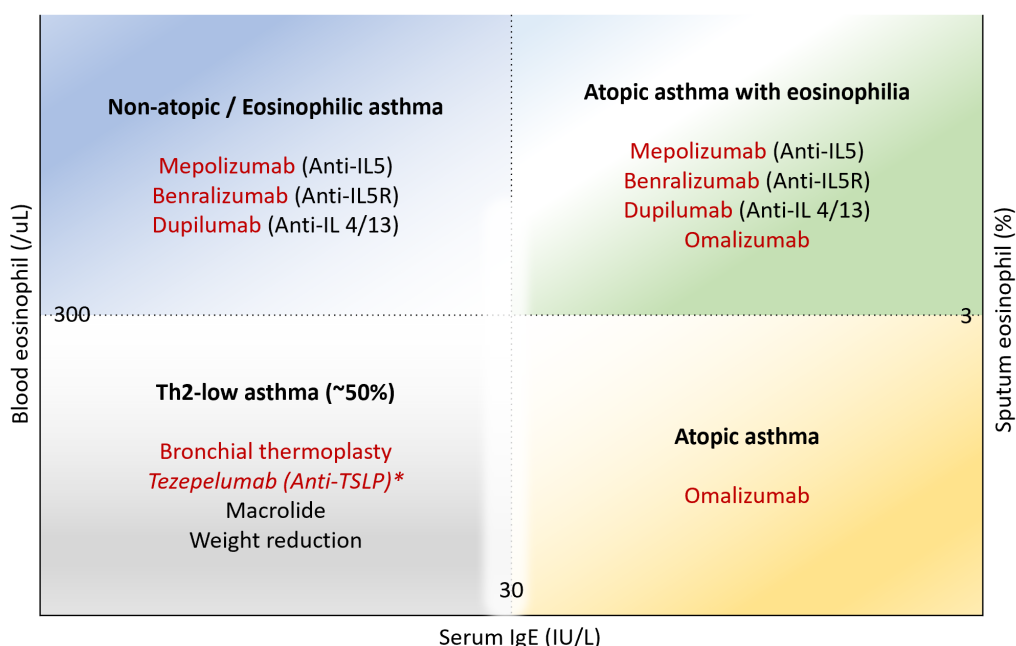 Non-atopic / Eosinophilic asthma
Mepolizumab (Anti-IL5)
Benralizumab (Anti-IL5R)
Dupilumab (Anti-IL 4/13)
Atopic asthma with eosinophilia
Mepolizumab (Anti-IL5)
Benralizumab (Anti-IL5R)
Dupilumab (Anti-IL 4/13)
Omalizumab
Blood eosinophil (/uL)
300
3
Sputum eosinophil (%)
Th2-low asthma (~50%)
Bronchial thermoplasty
Tezepelumab (Anti-TSLP)*
Macrolide
Weight reduction
Atopic asthma
Omalizumab
30
Serum IgE (IU/L)